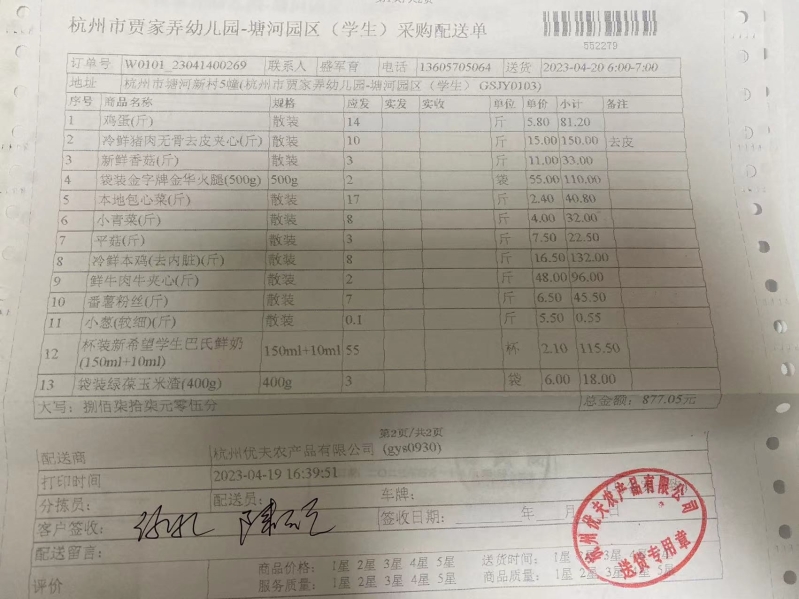 杭州市贾家弄幼儿园-塘河园区（学生）采购配送单
552279
订单号 W0101_23041400269 联系人 盛军育 电话 13605705064 送货 2023-04-20 6:00-7:00
地址 杭州市塘河新村5幢(杭州市贾家弄幼儿园-塘河园区（学生） GSJY0103)
序号 商品名称 规格 应发 实发 实收 单位 单价 小计 备注
1 鸡蛋(斤) 散装 14 斤 5.80 81.20
2 冷鲜猪肉无骨去皮夹心(斤) 散装 10 斤 15.00 150.00 去皮
3 新鲜香菇(斤) 散装 3 斤 11.00 33.00
4 袋装金字牌金华火腿(500g) 500g 2 袋 55.00 110.00
5 本地包心菜(斤) 散装 17 斤 2.40 40.80
6 小青菜(斤) 散装 8 斤 4.00 32.00
7 平菇(斤) 散装 3 斤 7.50 22.50
8 冷鲜本鸡(去内脏)(斤) 散装 8 斤 16.50 132.00
9 鲜牛肉牛夹心(斤) 散装 2 斤 48.00 96.00
10 番薯粉丝(斤) 散装 7 斤 6.50 45.50
11 小葱(较细)(斤) 散装 0.1 斤 5.50 0.55
12 杯装新希望学生巴氏鲜奶(150ml+10ml) 150ml+10ml 55 杯 2.10 115.50
13 袋装绿葆玉米渣(400g) 400g 3 袋 6.00 18.00
大写：捌佰柒拾柒元零伍分 总金额：877.05元
第2页/共2页
配送商 杭州优夫农产品有限公司 (gys0930)
打印时间 2023-04-19 16:39:51
分拣员： 配送员： 车牌：
客户签收： 签收日期： 年 月
配送留言：
评价 商品价格： 1星 2星 3星 4星 5星 送货时间： 1星 3星 4星 5星
服务质量： 1星 2星 3星 4星 5星 商品质量： 1星 2星 3星 4星 5星
杭州优夫农产品有限公司
送货专用章